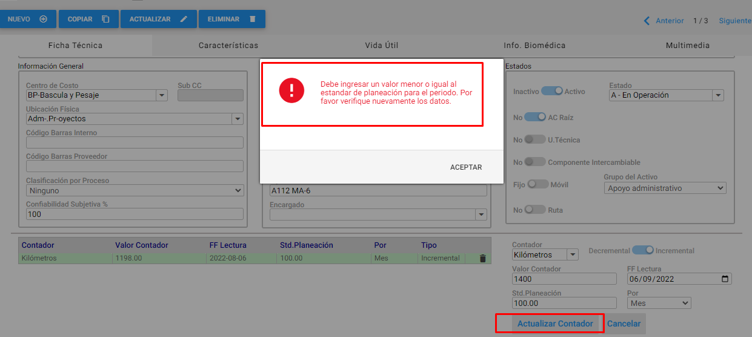 NUEVO
COPIAR
ACTUALIZAR
ELIMINAR
Anterior 1 / 3 Siguiente
Ficha Técnica
Características
Vida Útil
Info. Biomédica
Multimedia
Información General
Centro de Costo
Sub CC
BP-Bascula y Pesaje
Ubicación Física
Adm-.Pr-oyectos
Código Barras Interno
Código Barras Proveedor
Clasificación por Proceso
Ninguno
Confiabilidad Subjetiva %
100
Debe ingresar un valor menor o igual al
estandar de planeación para el periodo. Por
favor verifique nuevamente los datos.
ACEPTAR
A112 MA-6
Encargado
Estados
Inactivo Activo
Estado
A - En Operación
No AC Raíz
No U.Técnica
No Componente Intercambiable
Fijo Móvil
Grupo del Activo
Apoyo administrativo
No Ruta
Contador Valor Contador FF Lectura Std.Planeación Por Tipo
Kilómetros 1198.00 2022-08-06 100.00 Mes Incremental
Contador
Kilómetros
Decremental Incremental
Valor Contador FF Lectura
1400 06/09/2022
Std.Planeación Por
100.00 Mes
Actualizar Contador Cancelar